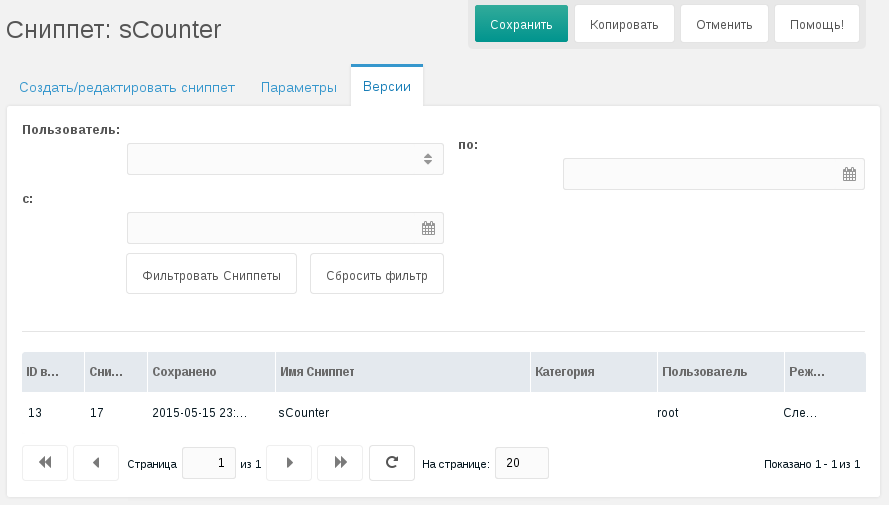 Сниппет: sCounter
Сохранить Копировать Отменить Помощь!
Создать/редактировать сниппет Параметры Версии
Пользователь:
по:
с:
Фильтровать Сниппеты Сбросить фильтр
ID в... Сни... Сохранено Имя Сниппет Категория Пользователь Реж...
13 17 2015-05-15 23:... sCounter root Сле...
Страница 1 из 1 На странице: 20 Показано 1 - 1 из 1